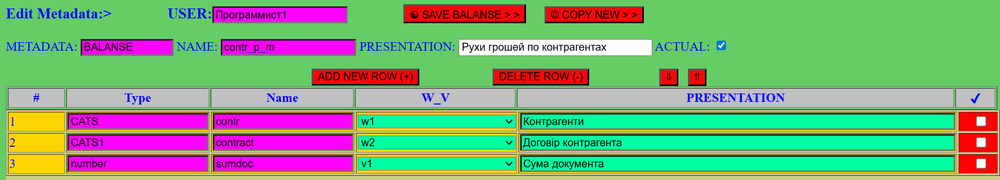 Edit Metadata:> USER: Программист1 ☯ SAVE BALANSE > > © COPY NEW > >
METADATA: BALANSE NAME: contr_p_m PRESENTATION: Рухи грошей по контрагентах ACTUAL:
ADD NEW ROW (+) DELETE ROW (-) ⇓ ⇑
# Type Name W_V PRESENTATION ✓
1 CATS contr w1 Контрагенти
2 CATS1 contract w2 Договір контрагента
3 number sumdoc v1 Сума документа